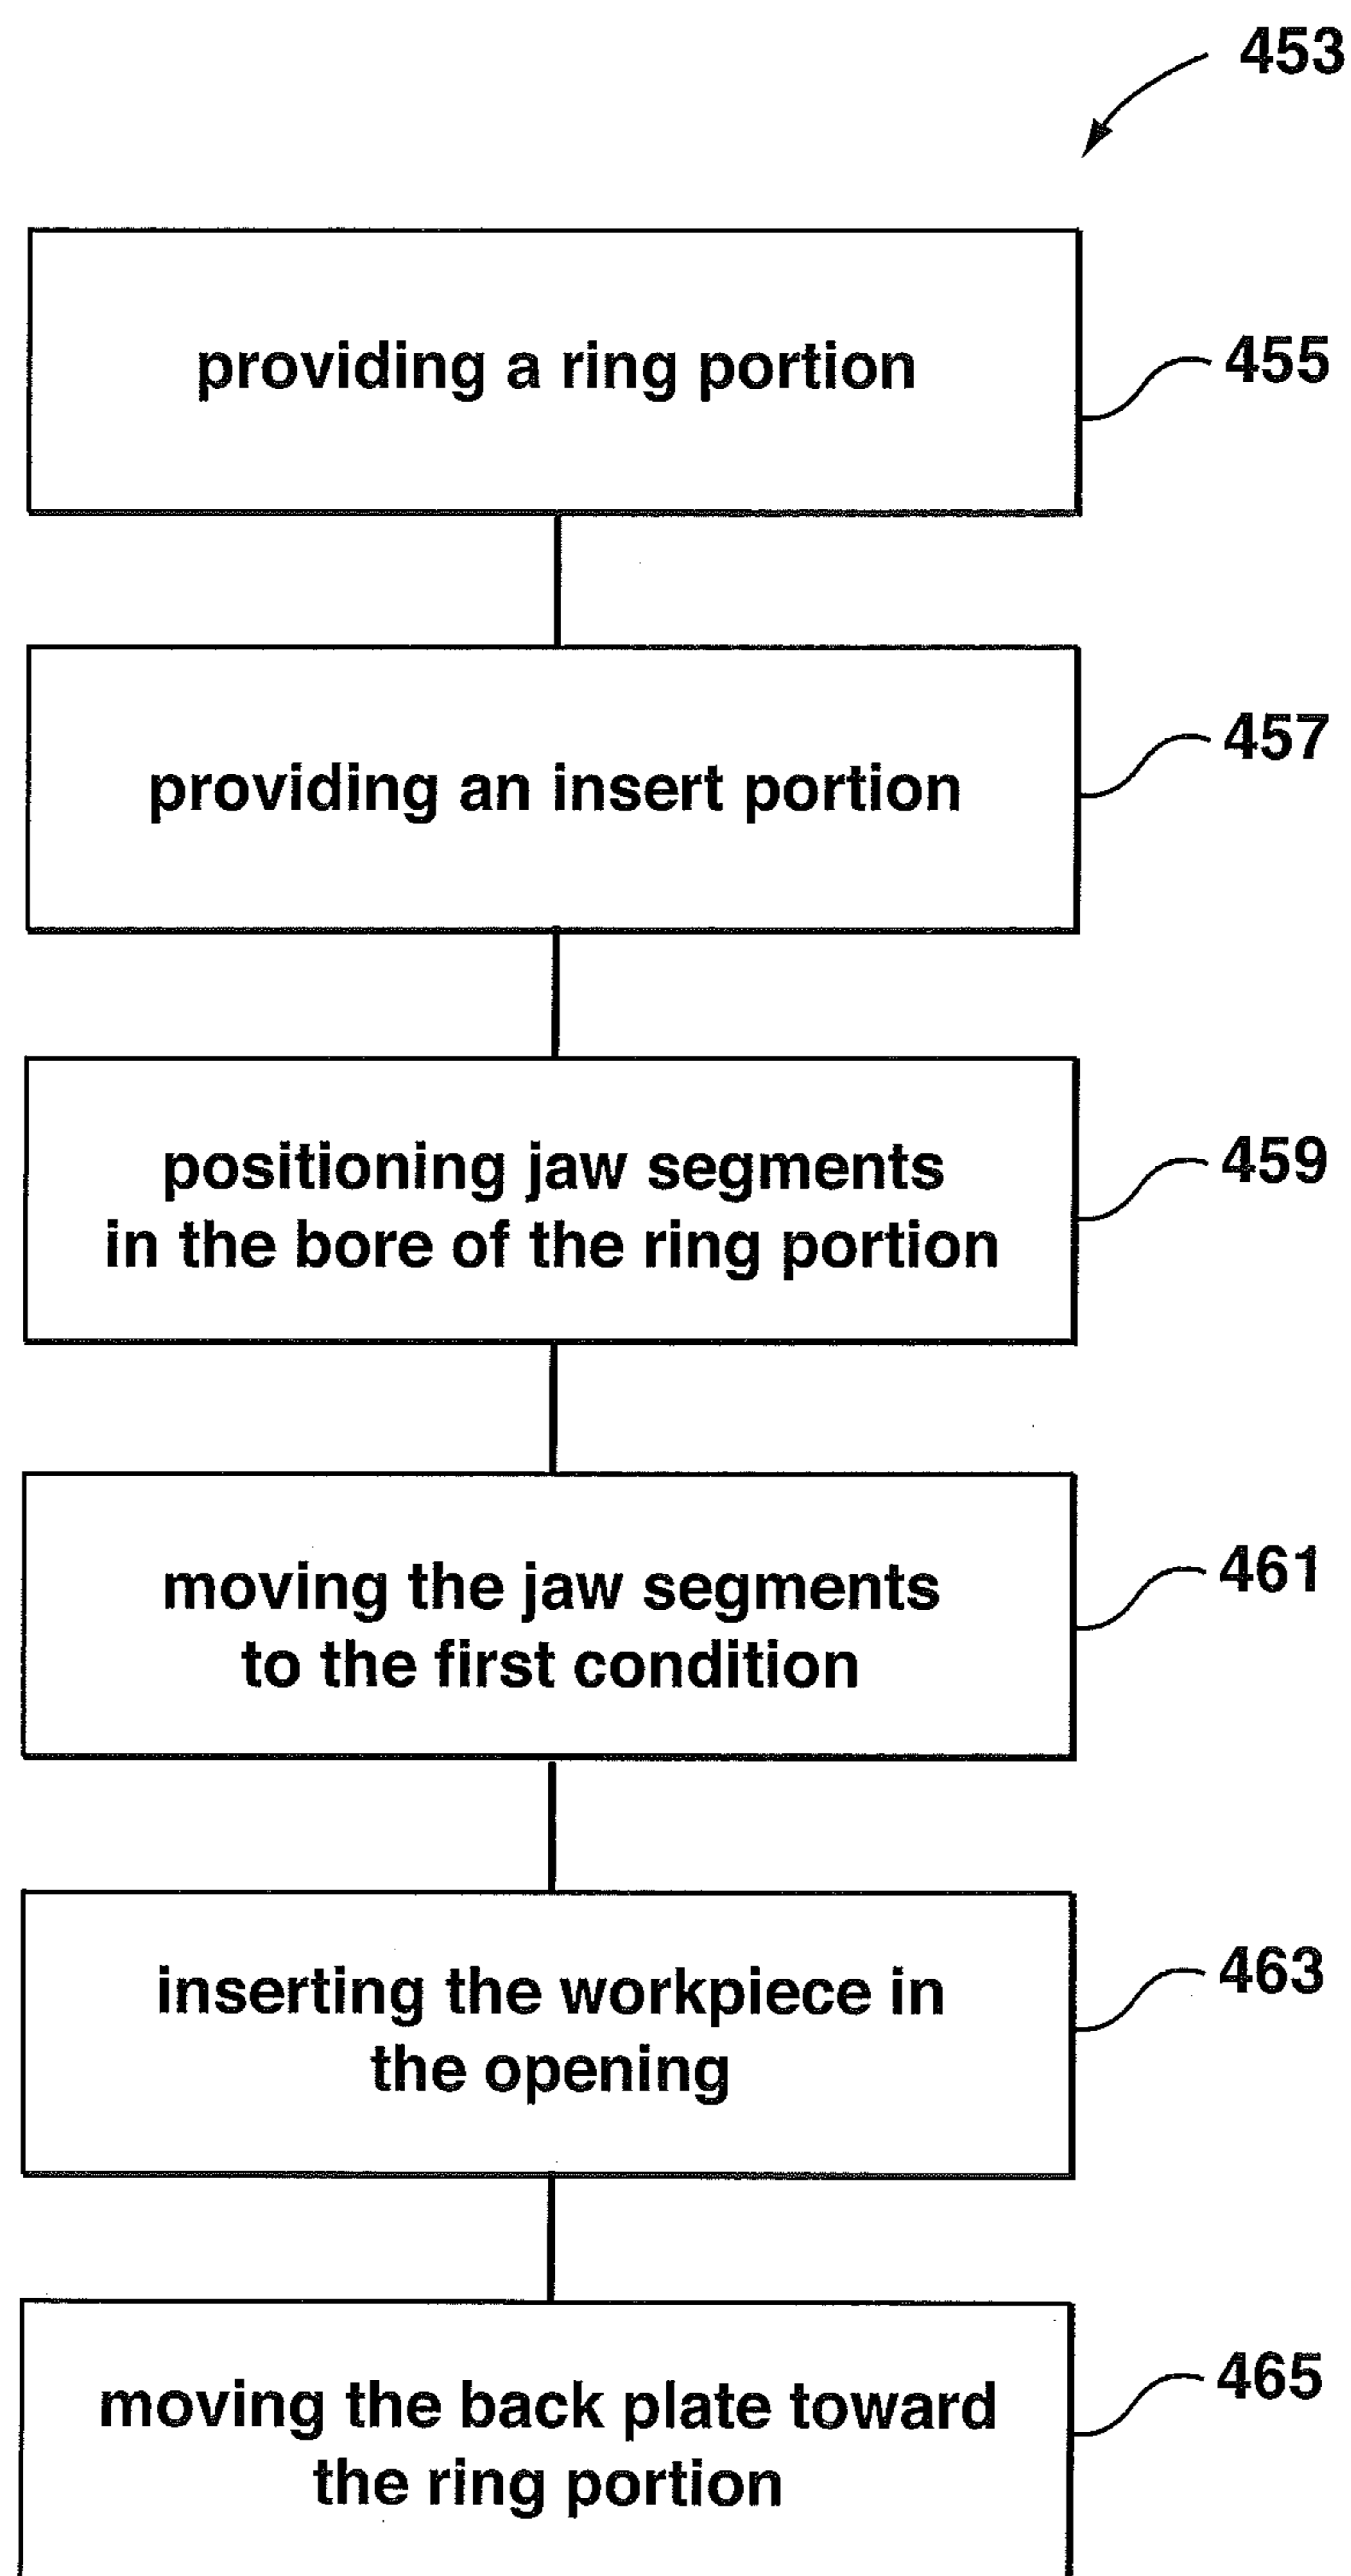 453
providing a ring portion
455
providing an insert portion
457
positioning jaw segments
in the bore of the ring portion
459
moving the jaw segments
to the first condition
461
inserting the workpiece in
the opening
463
moving the back plate toward
the ring portion
465